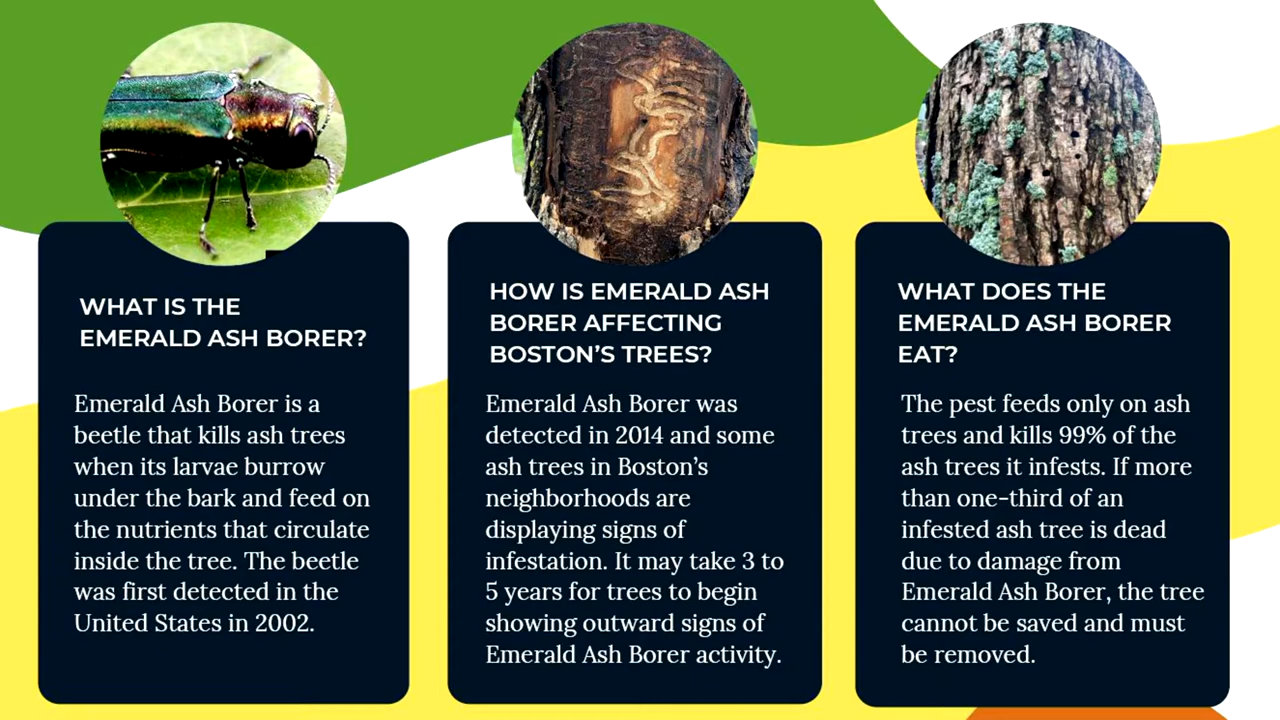 WHAT IS THE
EMERALD ASH BORER?
Emerald Ash Borer is a
beetle that kills ash trees
when its larvae burrow
under the bark and feed on
the nutrients that circulate
inside the tree. The beetle
was first detected in the
United States in 2002.
HOW IS EMERALD ASH
BORER AFFECTING
BOSTON’S TREES?
Emerald Ash Borer was
detected in 2014 and some
ash trees in Boston’s
neighborhoods are
displaying signs of
infestation. It may take 3 to
5 years for trees to begin
showing outward signs of
Emerald Ash Borer activity.
WHAT DOES THE
EMERALD ASH BORER
EAT?
The pest feeds only on ash
trees and kills 99% of the
ash trees it infests. If more
than one-third of an
infested ash tree is dead
due to damage from
Emerald Ash Borer, the tree
cannot be saved and must
be removed.